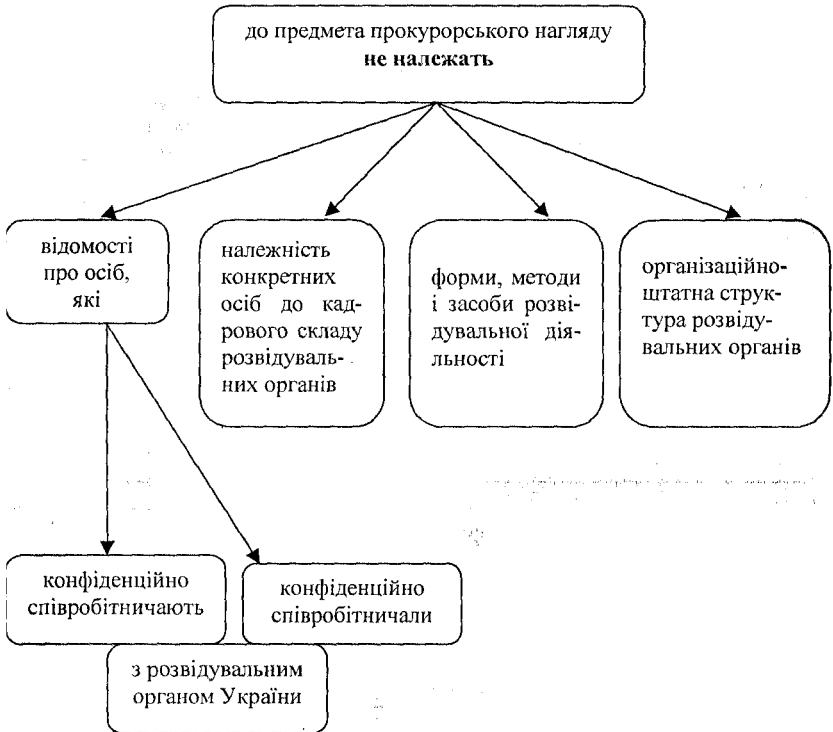 до предмета прокурорського нагляду
не належать
відомості
про осіб,
які
належність
конкретних
осіб до кад-
рового складу
розвідуваль-
них органів
форми, методи
і засоби розві-
дувальної дія-
льності
організаційно-
штатна струк-
тура розвіду-
вальних органів
конфіденційно
співробітничають
конфіденційно
співробітничали
з розвідувальним
органом України